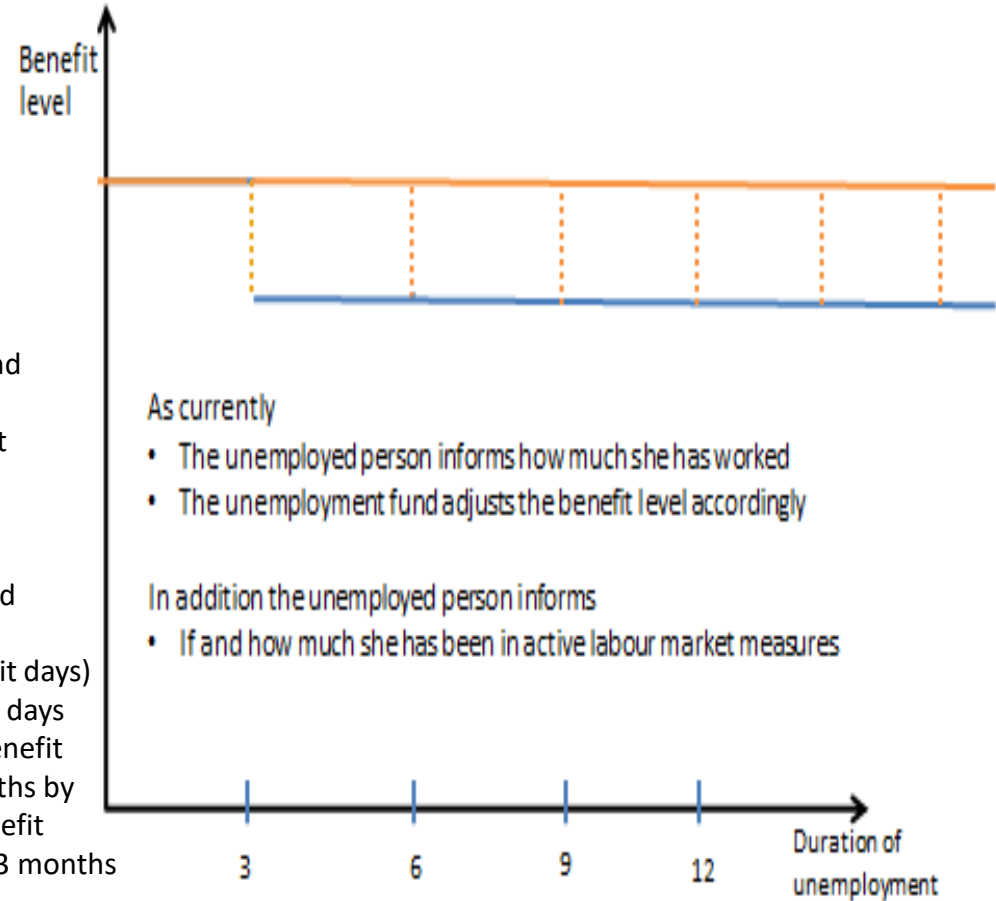 Benefit
level
nd
t
d
it days)
days
enefit
ths by
efit
3 months
As currently
• The unemployed person informs how much she has worked
• The unemployment fund adjusts the benefit level accordingly
In addition the unemployed person informs
• If and how much she has been in active labour market measures
3 6 9 12
Duration of
unemployment